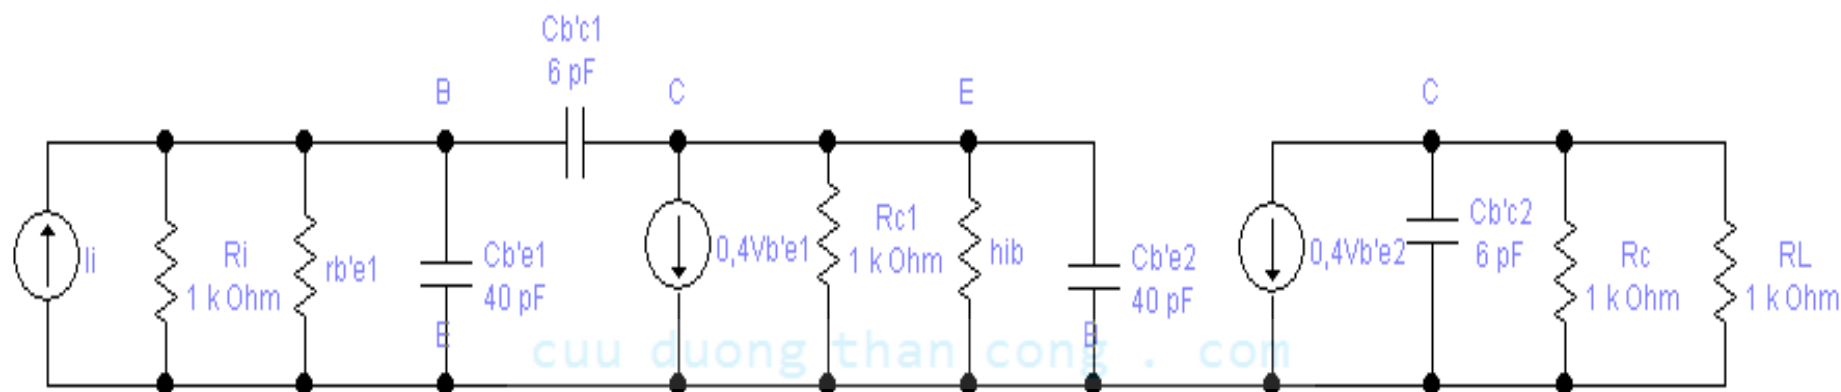 Cb'c1
6 pF
B
C
E
C
Ii
Ri
1 k Ohm
rb'e1
Cb'e1
40 pF
E
0,4Vb'e1
Rc1
1 k Ohm
hib
Cb'e2
40 pF
B
0,4Vb'e2
Cb'c2
6 pF
Rc
1 k Ohm
RL
1 k Ohm
cuu duong than cong . com